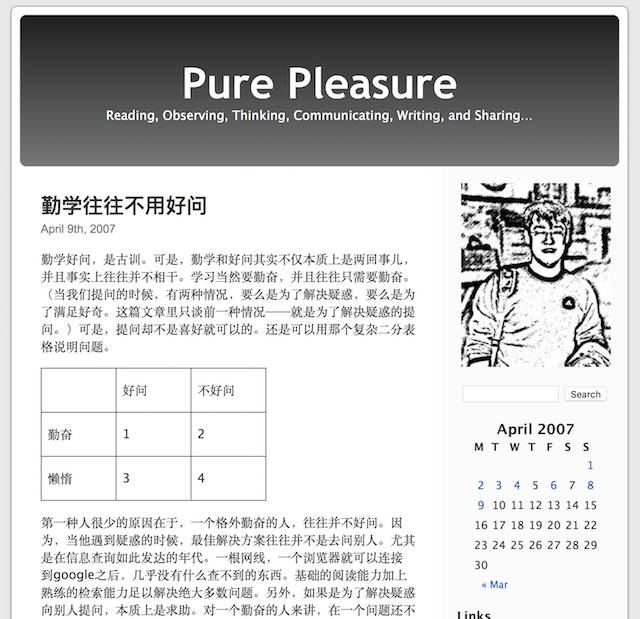 Pure Pleasure
Reading, Observing, Thinking, Communicating, Writing, and Sharing...
勤学往往不用好问
April 9th, 2007
勤学好问，是古训。可是，勤学和好问其实不仅本质上是两回事儿，
并且事实上往往并不相干。学习当然要勤奋，并且往往只需要勤奋。
（当我们提问的时候，有两种情况，要么是为了解决疑惑，要么是为
了满足好奇。这篇文章里只谈前一种情况——就是为了解决疑惑的提
问。）可是，提问却不是喜好就可以的。还是可以用那个复杂二分表
格说明问题。
好问 不好问
勤奋 1 2
懒惰 3 4
第一种人很少的原因在于，一个格外勤奋的人，往往并不好问。因
为，当他遇到疑惑的时候，最佳解决方案往往并不是去问别人。尤其
是在信息查询如此发达的年代。一根网线，一个浏览器就可以连接
到google之后，几乎没有什么查不到的东西。基础的阅读能力加上
熟练的检索能力足以解决绝大多数问题。另外，如果是为了解决疑惑
向别人提问，本质上是求助。对一个勤奋的人来讲，在一个问题还不
Search
April 2007
M T W T F S S
1
2 3 4 5 6 7 8
9 10 11 12 13 14 15
16 17 18 19 20 21 22
23 24 25 26 27 28 29
30
« Mar
Links